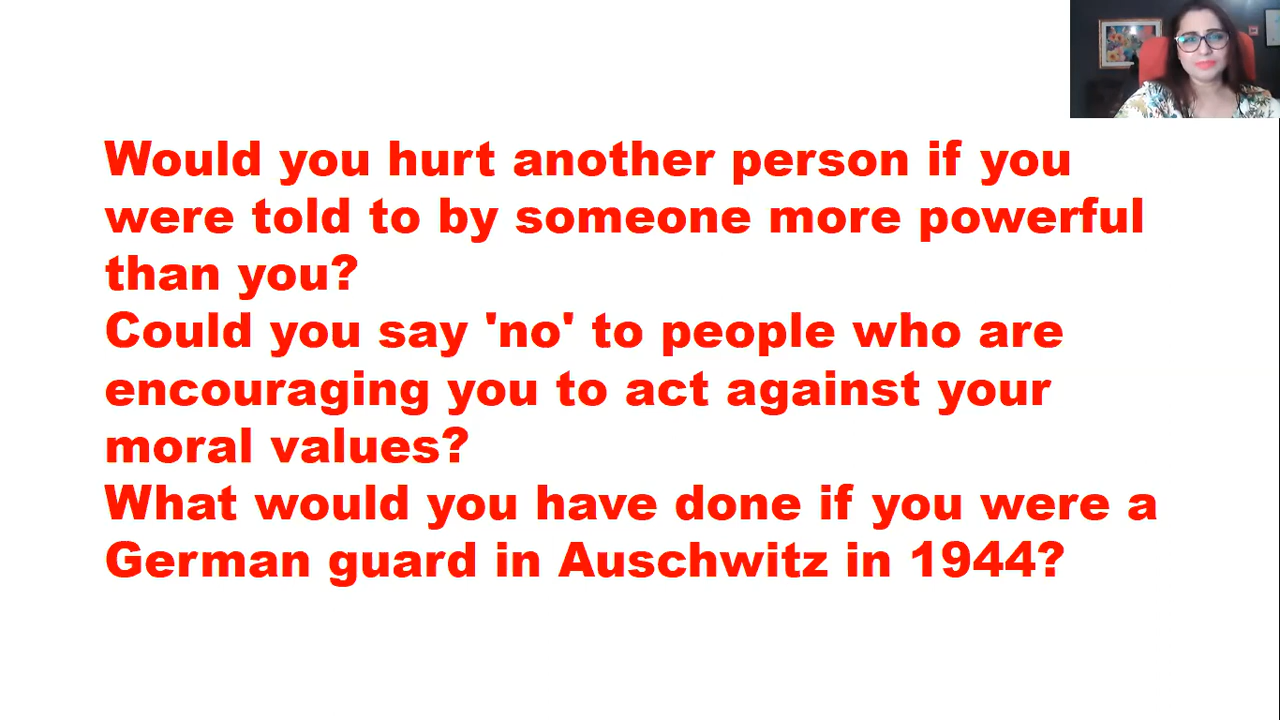 Would you hurt another person if you
were told to by someone more powerful
than you?
Could you say 'no' to people who are
encouraging you to act against your
moral values?
What would you have done if you were a
German guard in Auschwitz in 1944?